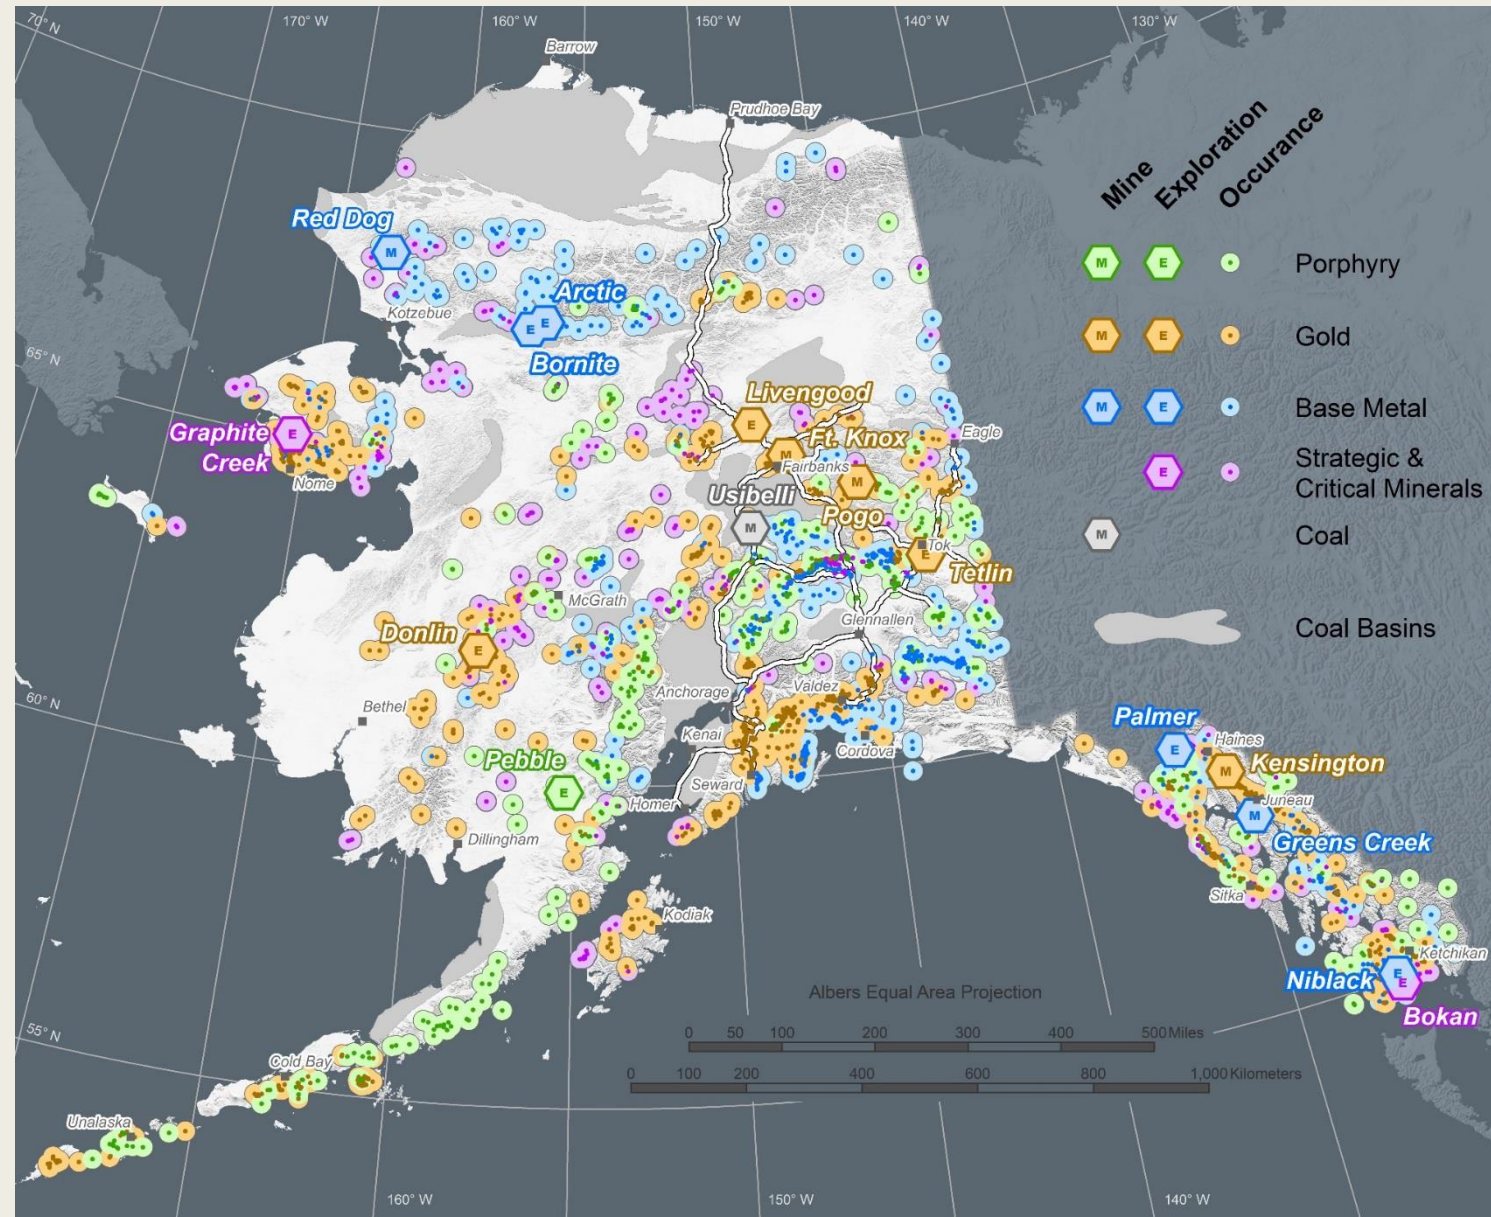 70° N
170° W
160° W
150° W
140° W
130° W
Barrow
Prudhoe Bay
Mine
Exploration
Occurance
Red Dog
M
M
E
Porphyry
Arctic
E
E
Kotzebue
M
E
Gold
65° N
Bornite
Livengood
E
M
E
Base Metal
Graphite
Creek
E
Ft. Knox
M
Eagle
Fairbanks
E
Strategic &
Critical Minerals
Nome
Usibelli
M
M
Pogo
M
Coal
Tok
E
Tetlin
McGrath
Donlin
E
Glennallen
Coal Basins
60° N
Bethel
Anchorage
Valdez
Kenai
Cordova
Palmer
E
Haines
Pebble
E
Seward
M
Kensington
Homer
Juneau
M
Dillingham
Greens Creek
Sitka
Kodiak
Ketchikan
Niblack
E
E
Bokan
Albers Equal Area Projection
0 50 100 200 300 400 500 Miles
0 100 200 400 600 800 1,000 Kilometers
55° N
Cold Bay
Unalaska
160° W
150° W
140° W